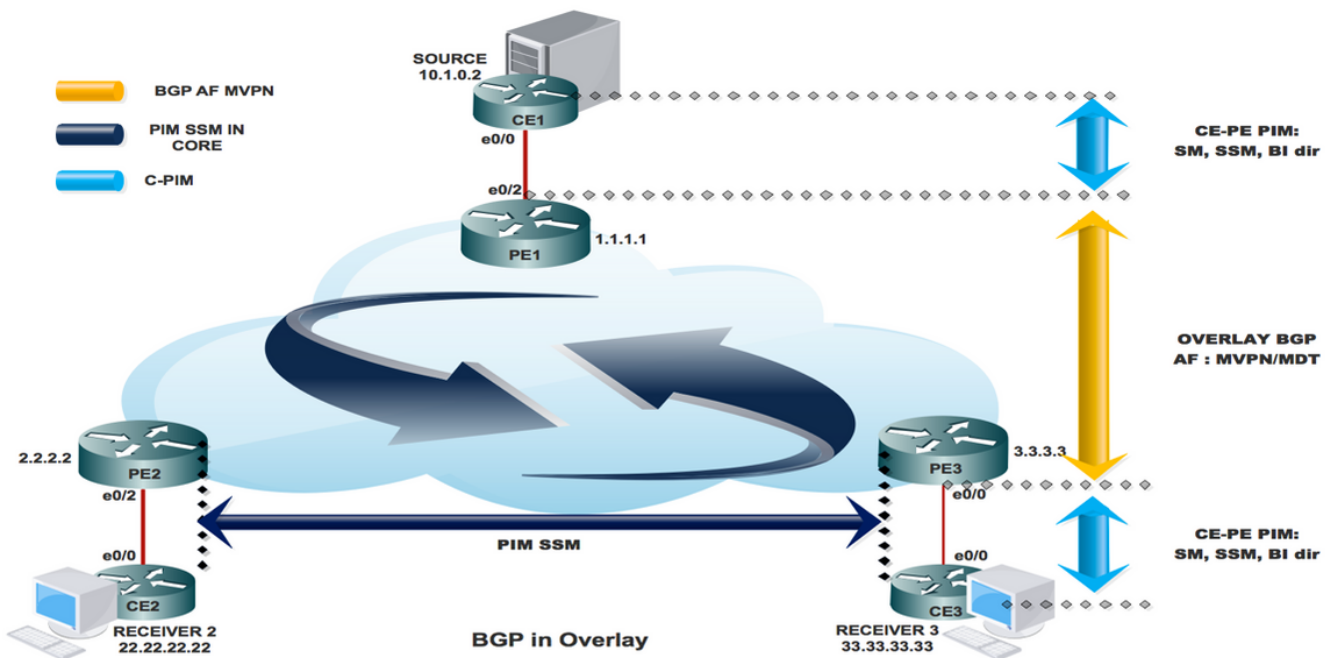 SOURCE
10.1.0.2
BGP AF MVPN
PIM SSM IN
CORE
C-PIM
CE1
e0/0
CE-PE PIM:
SM, SSM, BI dir
e0/2
PE1
1.1.1.1
OVERLAY BGP
AF : MVPN/MDT
2.2.2.2
PE2
3.3.3.3
PE3
e0/2
e0/0
PIM SSM
e0/0
e0/0
CE-PE PIM:
SM, SSM, BI dir
CE2
CE3
RECEIVER 2
22.22.22.22
BGP in Overlay
RECEIVER 3
33.33.33.33